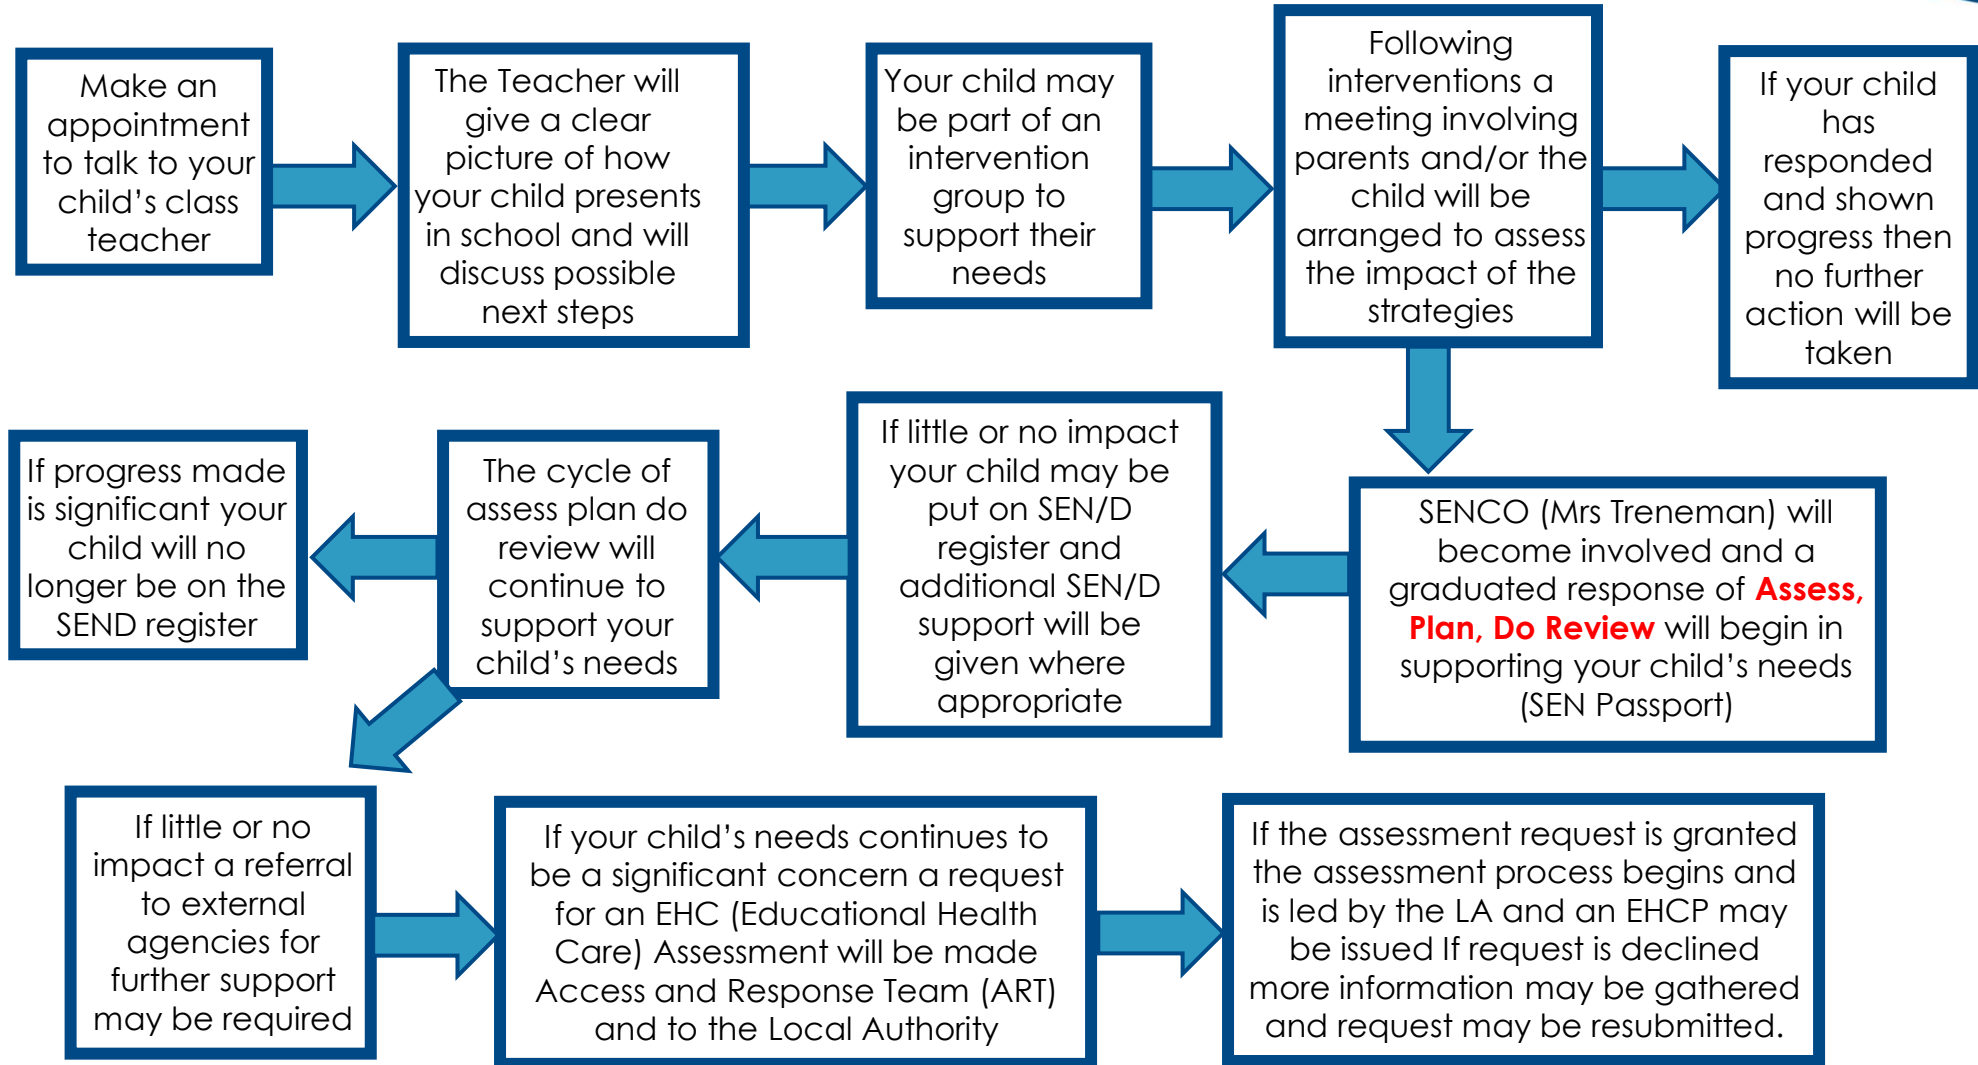 Make an
appointment
to talk to your
child’s class
teacher
The Teacher will
give a clear
picture of how
your child presents
in school and will
discuss possible
next steps
Your child may
be part of an
intervention
group to
support their
needs
Following
interventions a
meeting involving
parents and/or the
child will be
arranged to assess
the impact of the
strategies
If your child
has
responded
and shown
progress then
no further
action will be
taken
SENCO (Mrs Treneman) will
become involved and a
graduated response of Assess,
Plan, Do Review will begin in
supporting your child’s needs
(SEN Passport)
If little or no impact
your child may be
put on SEN/D
register and
additional SEN/D
support will be
given where
appropriate
The cycle of
assess plan do
review will
continue to
support your
child’s needs
If progress made
is significant your
child will no
longer be on the
SEND register
If little or no
impact a referral
to external
agencies for
further support
may be required
If your child’s needs continues to
be a significant concern a request
for an EHC (Educational Health
Care) Assessment will be made
Access and Response Team (ART)
and to the Local Authority
If the assessment request is granted
the assessment process begins and
is led by the LA and an EHCP may
be issued If request is declined
more information may be gathered
and request may be resubmitted.